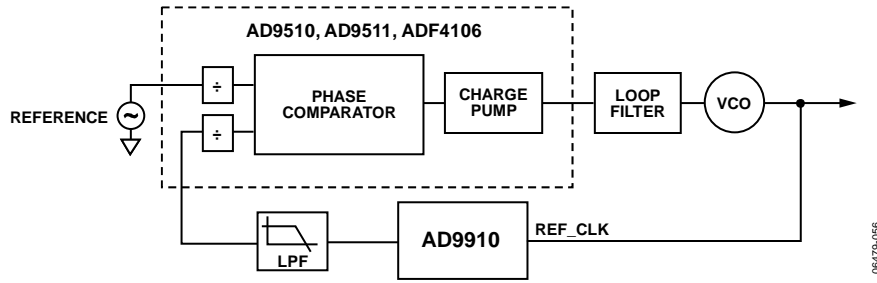 AD9510, AD9511, ADF4106
REFERENCE
~
÷
÷
PHASE
COMPARATOR
CHARGE
PUMP
LOOP
FILTER
VCO
LPF
AD9910
REF_CLK
06479-056